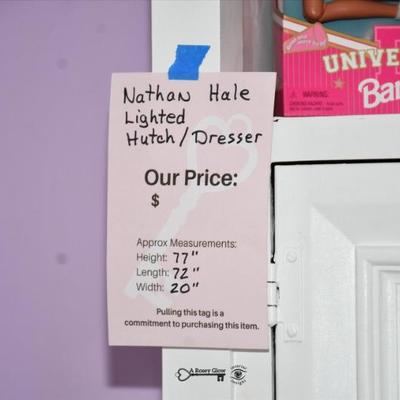 Nathan Hale
Lighted
Hutch/Dresser
Our Price:
$
Approx Measurements:
Height: 77"
Length: 72"
Width: 20"
Pulling this tag is a
commitment to purchasing this item.
UNIVE
Bar
WARNING:
A Rosey Glow